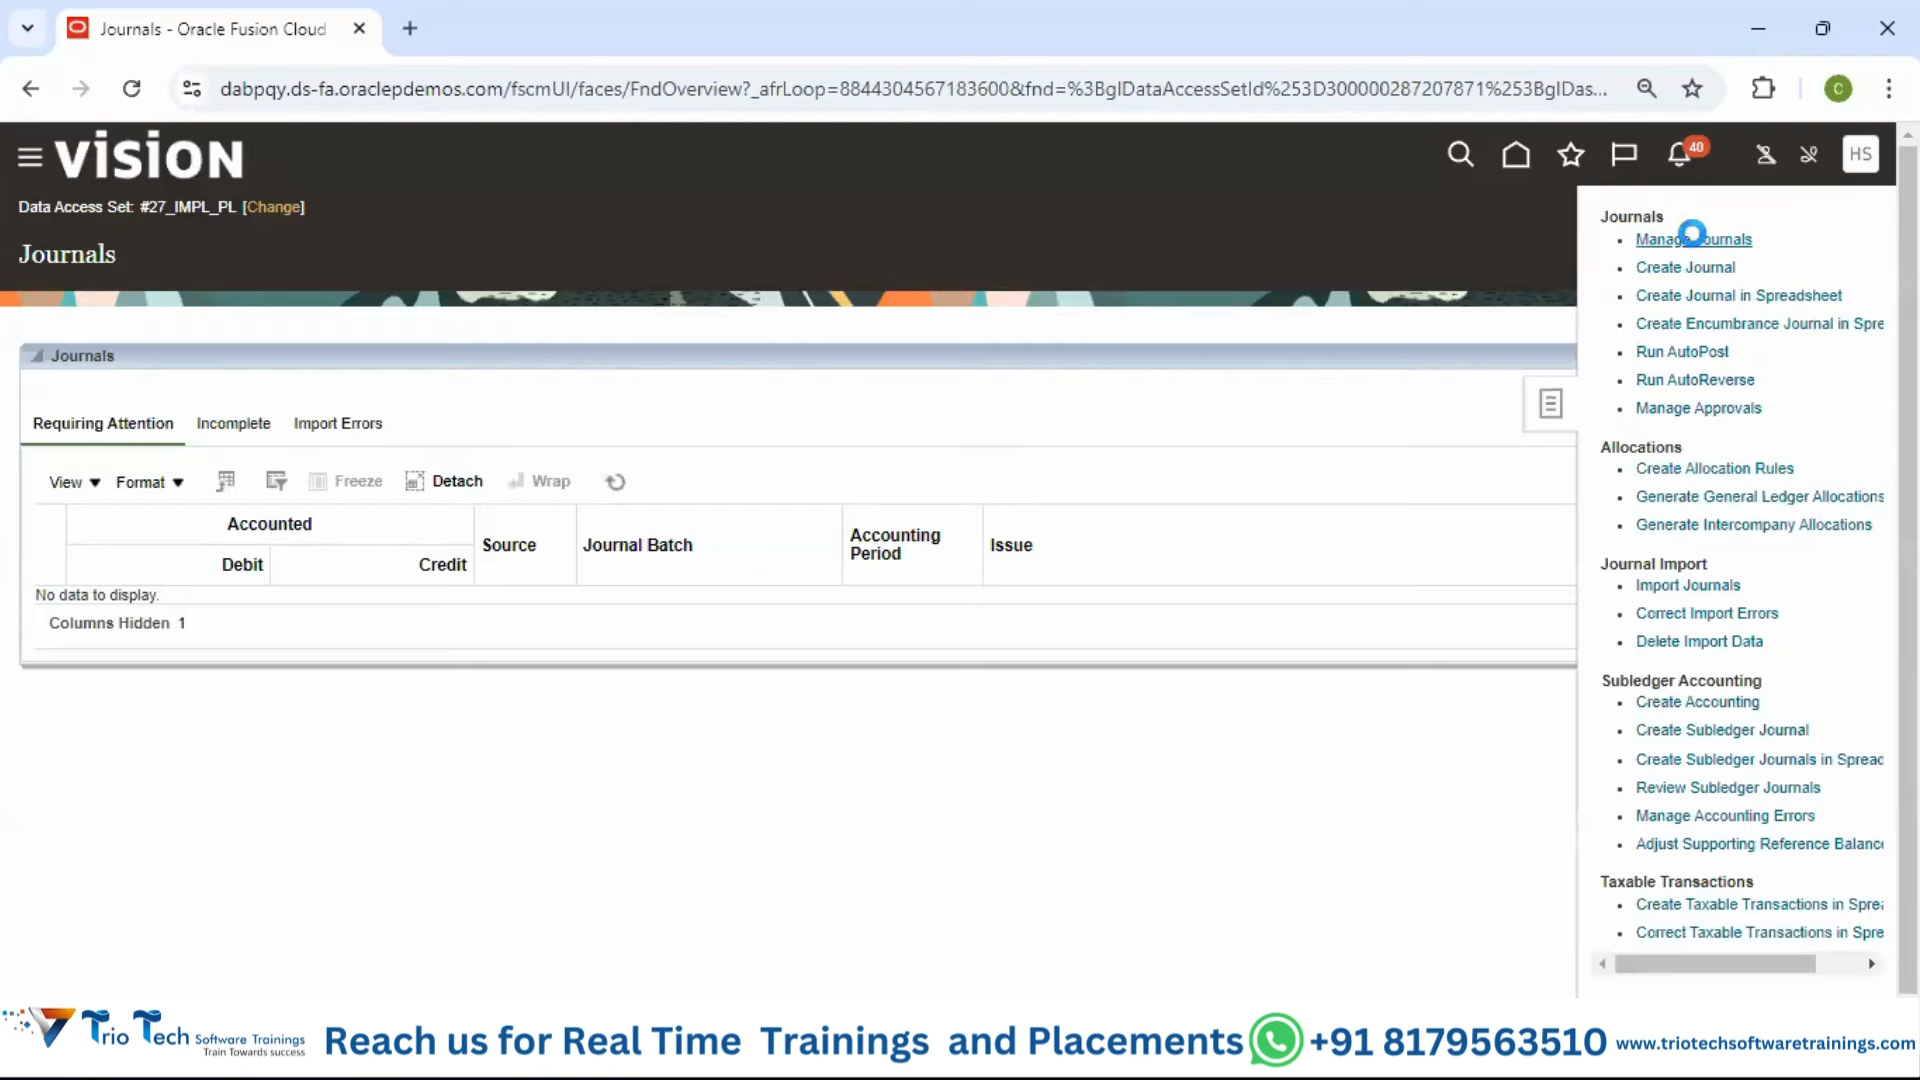 Journals - Oracle Fusion Cloud
dabpqy.ds-fa.oraclepdemos.com/fscmUI/faces/FndOverview?_afrLoop=8844304567183600&fnd=%3BglDataAccessSetId%253D300000287207871%253BglDas...
C
VISION
40
HS
Data Access Set: #27_IMPL_PL [Change]
Journals
Journals
Requiring Attention
Incomplete
Import Errors
View
Format
Freeze
Detach
Wrap
Accounted
Debit
Credit
Source
Journal Batch
Accounting
Period
Issue
No data to display.
Columns Hidden 1
Journals
Manage Journals
Create Journal
Create Journal in Spreadsheet
Create Encumbrance Journal in Spre
Run AutoPost
Run AutoReverse
Manage Approvals
Allocations
Create Allocation Rules
Generate General Ledger Allocations
Generate Intercompany Allocations
Journal Import
Import Journals
Correct Import Errors
Delete Import Data
Subledger Accounting
Create Accounting
Create Subledger Journal
Create Subledger Journals in Spread
Review Subledger Journals
Manage Accounting Errors
Adjust Supporting Reference Balance
Taxable Transactions
Create Taxable Transactions in Sprea
Correct Taxable Transactions in Spre
Trio Tech Software Trainings
Train Towards success
Reach us for Real Time Trainings and Placements +91 8179563510 www.triotechsoftwaretrainings.com